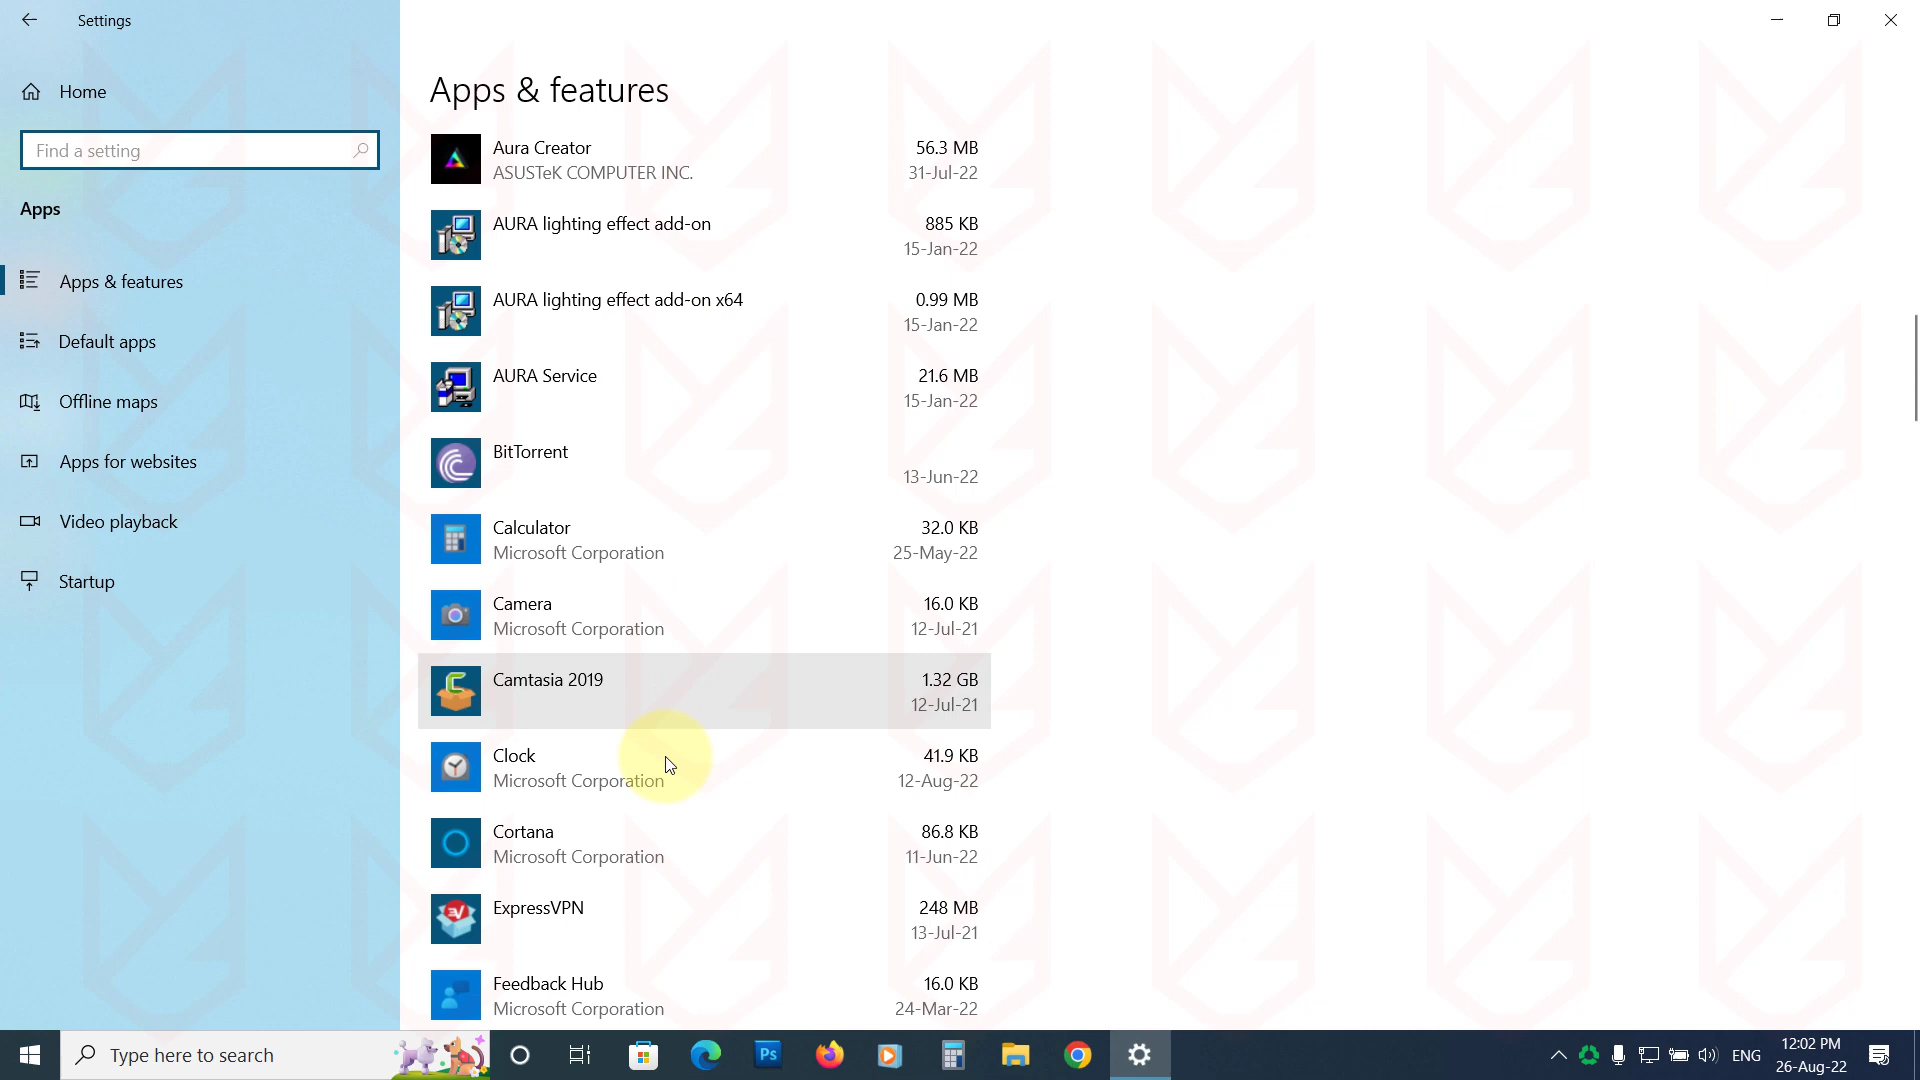 Settings
Home
Find a setting
Apps
Apps & features
Default apps
Offline maps
Apps for websites
Video playback
Startup
Apps & features
Aura Creator 56.3 MB
ASUSTeK COMPUTER INC. 31-Jul-22
AURA lighting effect add-on 885 KB
15-Jan-22
AURA lighting effect add-on x64 0.99 MB
15-Jan-22
AURA Service 21.6 MB
15-Jan-22
BitTorrent
13-Jun-22
Calculator 32.0 KB
Microsoft Corporation 25-May-22
Camera 16.0 KB
Microsoft Corporation 12-Jul-21
Camtasia 2019 1.32 GB
12-Jul-21
Clock 41.9 KB
Microsoft Corporation 12-Aug-22
Cortana 86.8 KB
Microsoft Corporation 11-Jun-22
ExpressVPN 248 MB
13-Jul-21
Feedback Hub 16.0 KB
Microsoft Corporation 24-Mar-22
Type here to search
Ps
ENG
12:02 PM
26-Aug-22